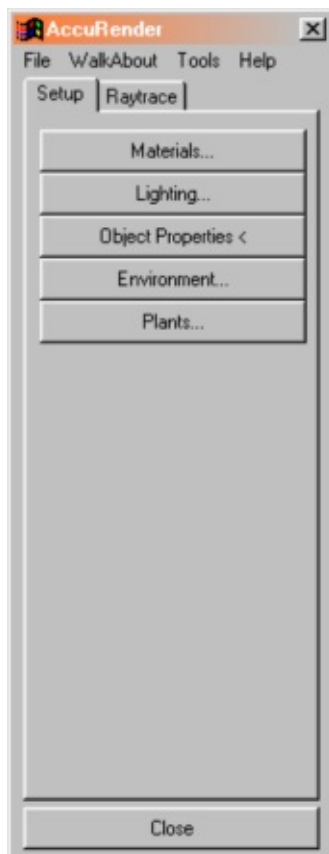 AccuRender
File WalkAbout Tools Help
Setup Raytrace
Materials...
Lighting...
Object Properties <
Environment...
Plants...
Close